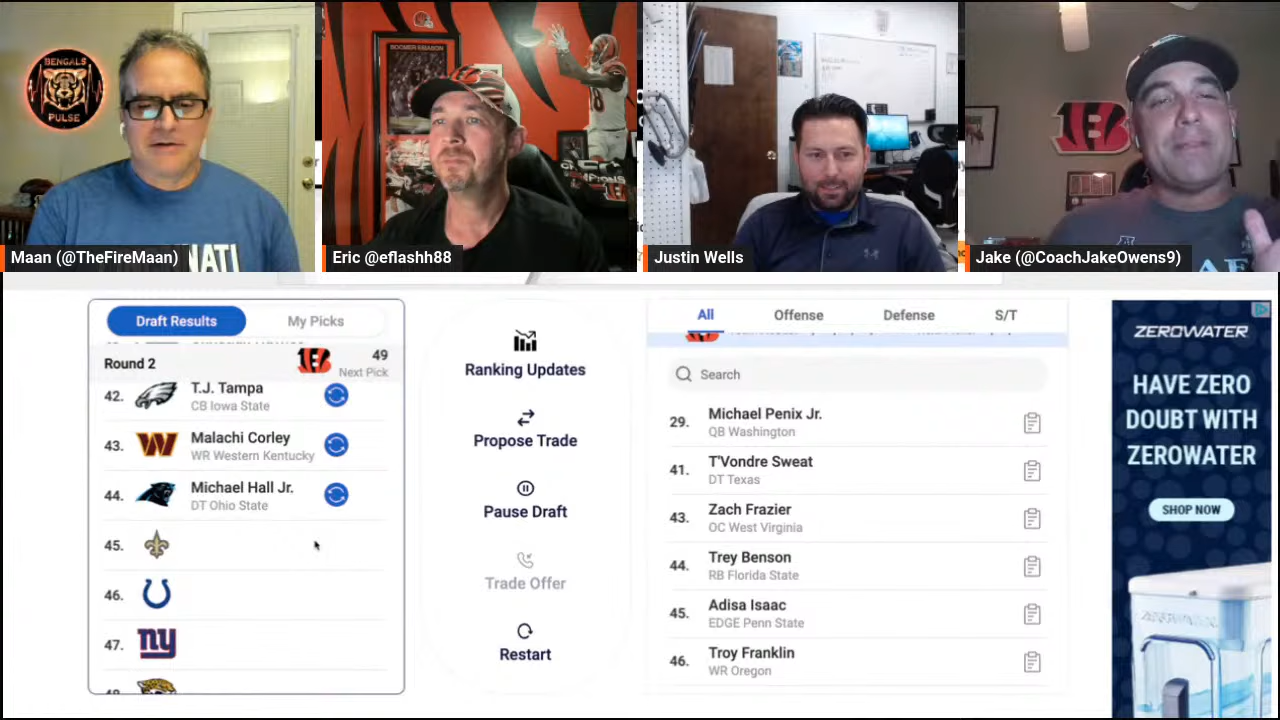 BENGALS
PULSE
BOOMER ESIASON
NATI
Maan (@TheFireMaan)
Eric @eflashh88
Justin Wells
Jake (@CoachJakeOwens9)
Draft Results
My Picks
Round 2
49
Next Pick
42.
T.J. Tampa
CB Iowa State
43.
Malachi Corley
WR Western Kentucky
44.
Michael Hall Jr.
DT Ohio State
45.
46.
47.
ny
48.
Ranking Updates
Propose Trade
Pause Draft
Trade Offer
Restart
All
Offense
Defense
S/T
Search
29.
Michael Penix Jr.
QB Washington
41.
T'Vondre Sweat
DT Texas
43.
Zach Frazier
OC West Virginia
44.
Trey Benson
RB Florida State
45.
Adisa Isaac
EDGE Penn State
46.
Troy Franklin
WR Oregon
ZEROWATER
HAVE ZERO
DOUBT WITH
ZEROWATER
SHOP NOW